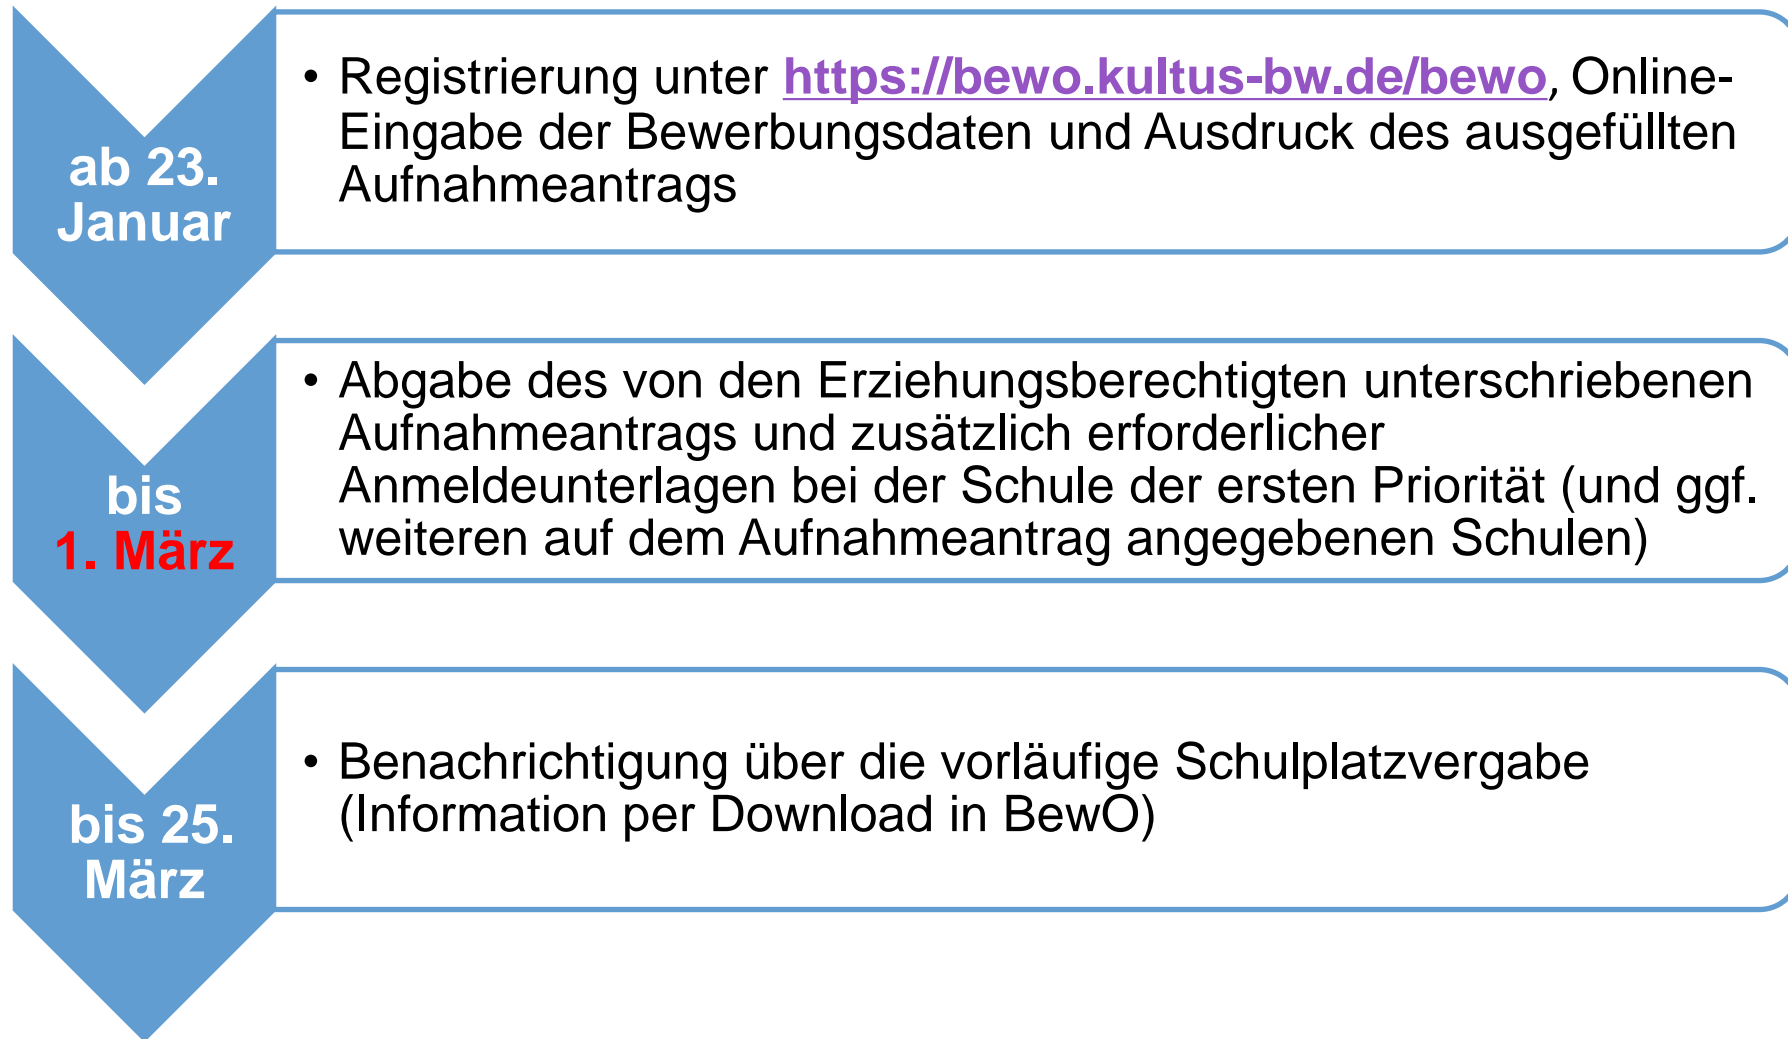 ab 23.
Januar
• Registrierung unter https://bewo.kultus-bw.de/bewo, Online-
Eingabe der Bewerbungsdaten und Ausdruck des ausgefüllten
Aufnahmeantrags
bis
1. März
• Abgabe des von den Erziehungsberechtigten unterschriebenen
Aufnahmeantrags und zusätzlich erforderlicher
Anmeldeunterlagen bei der Schule der ersten Priorität (und ggf.
weiteren auf dem Aufnahmeantrag angegebenen Schulen)
bis 25.
März
• Benachrichtigung über die vorläufige Schulplatzvergabe
(Information per Download in BewO)